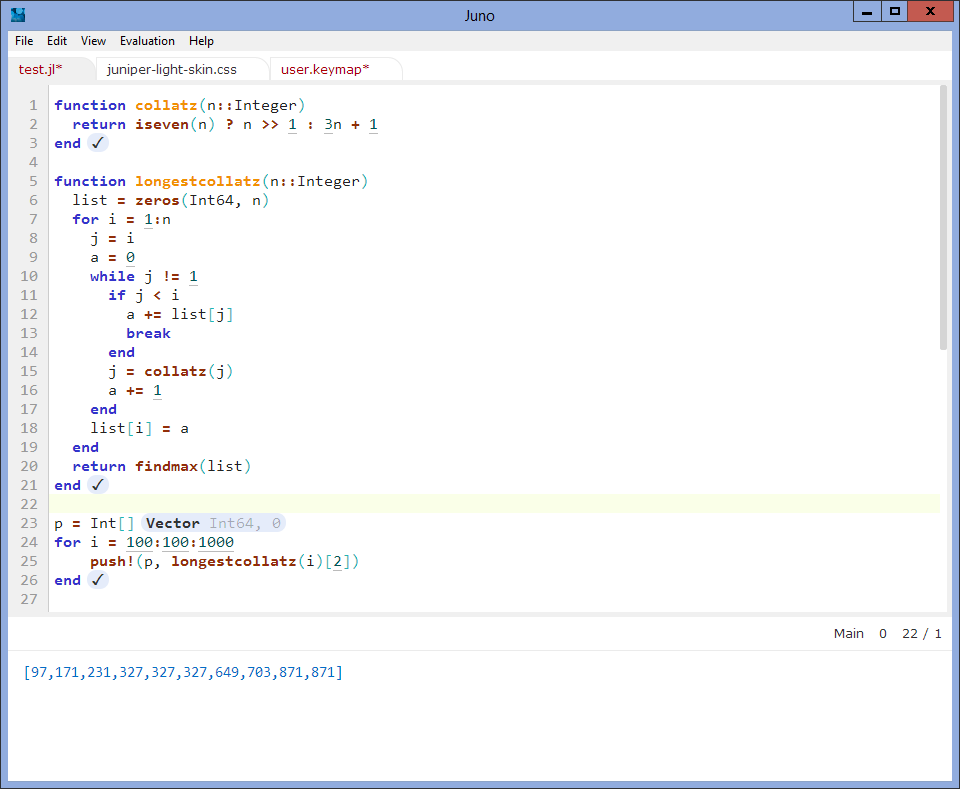 Juno
File Edit View Evaluation Help
test.jl* juniper-light-skin.css user.keymap*
1 function collatz(n::Integer)
2   return iseven(n) ? n >> 1 : 3n + 1
3 end ✓
4
5 function longestcollatz(n::Integer)
6   list = zeros(Int64, n)
7   for i = 1:n
8     j = i
9     a = 0
10     while j != 1
11       if j < i
12         a += list[j]
13         break
14       end
15       j = collatz(j)
16       a += 1
17     end
18     list[i] = a
19   end
20   return findmax(list)
21 end ✓
22
23 p = Int[] Vector Int64, 0
24 for i = 100:100:1000
25     push!(p, longestcollatz(i)[2])
26 end ✓
27
Main 0 22 / 1
[97,171,231,327,327,327,649,703,871,871]